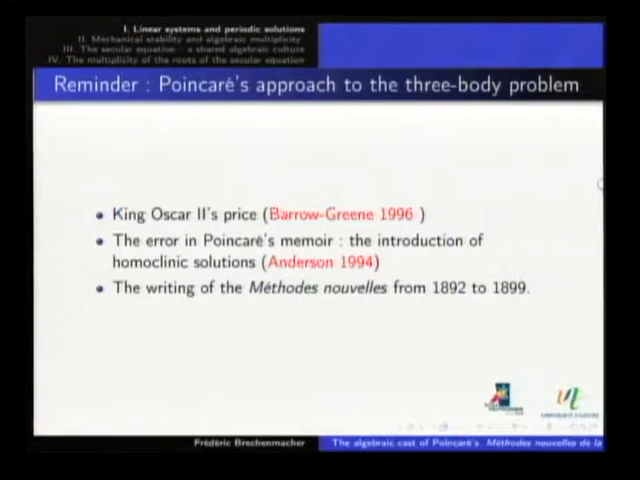 I. Linear systems and periodic solutions
II. Mechanical stability and algebraic multiplicity
III. The secular equation - a shared algebraic culture
IV. The multiplicity of the roots of the secular equation
Reminder : Poincaré's approach to the three-body problem
King Oscar II's price (Barrow-Greene 1996 )
The error in Poincaré's memoir : the introduction of
homoclinic solutions (Anderson 1994)
The writing of the Méthodes nouvelles from 1892 to 1899.
Frédéric Brechenmacher
The algebraic cast of Poincaré's Méthodes nouvelles de la